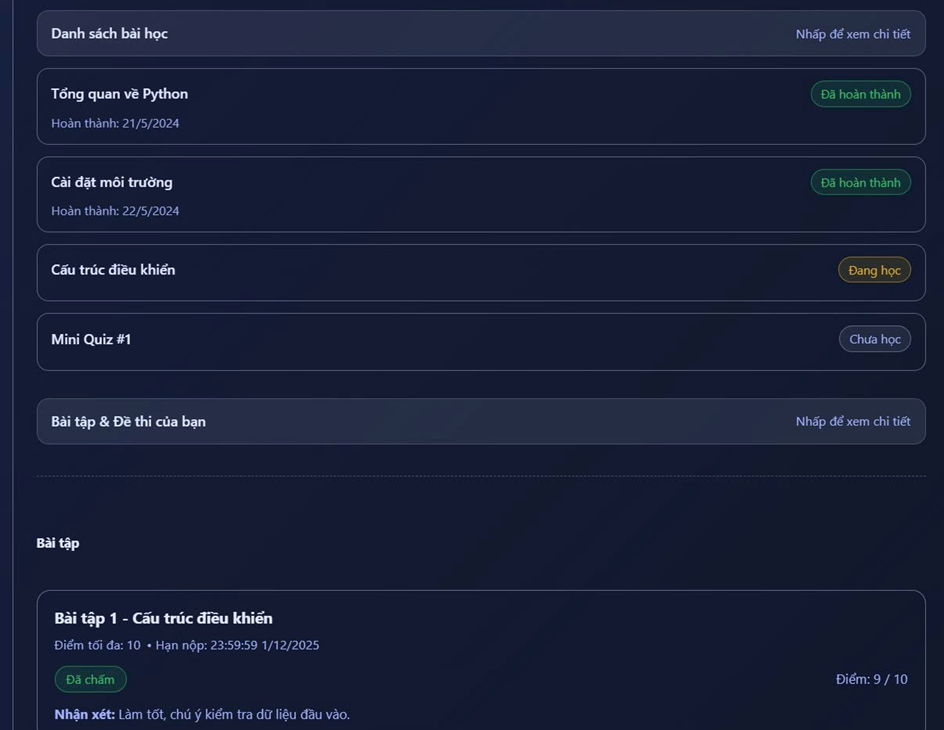 Danh sách bài học
Nhấp để xem chi tiết
Tổng quan về Python
Đã hoàn thành
Hoàn thành: 21/5/2024
Cài đặt môi trường
Đã hoàn thành
Hoàn thành: 22/5/2024
Cấu trúc điều khiển
Đang học
Mini Quiz #1
Chưa học
Bài tập & Đề thi của bạn
Nhấp để xem chi tiết
Bài tập
Bài tập 1 - Cấu trúc điều khiển
Điểm tối đa: 10 • Hạn nộp: 23:59:59 1/12/2025
Đã chấm
Điểm: 9 / 10
Nhận xét: Làm tốt, chú ý kiểm tra dữ liệu đầu vào.